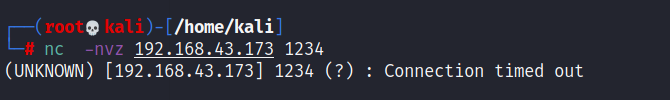 ┌──(root💀kali)-[/home/kali]
└─# nc  -nvz 192.168.43.173 1234
(UNKNOWN) [192.168.43.173] 1234 (?) : Connection timed out